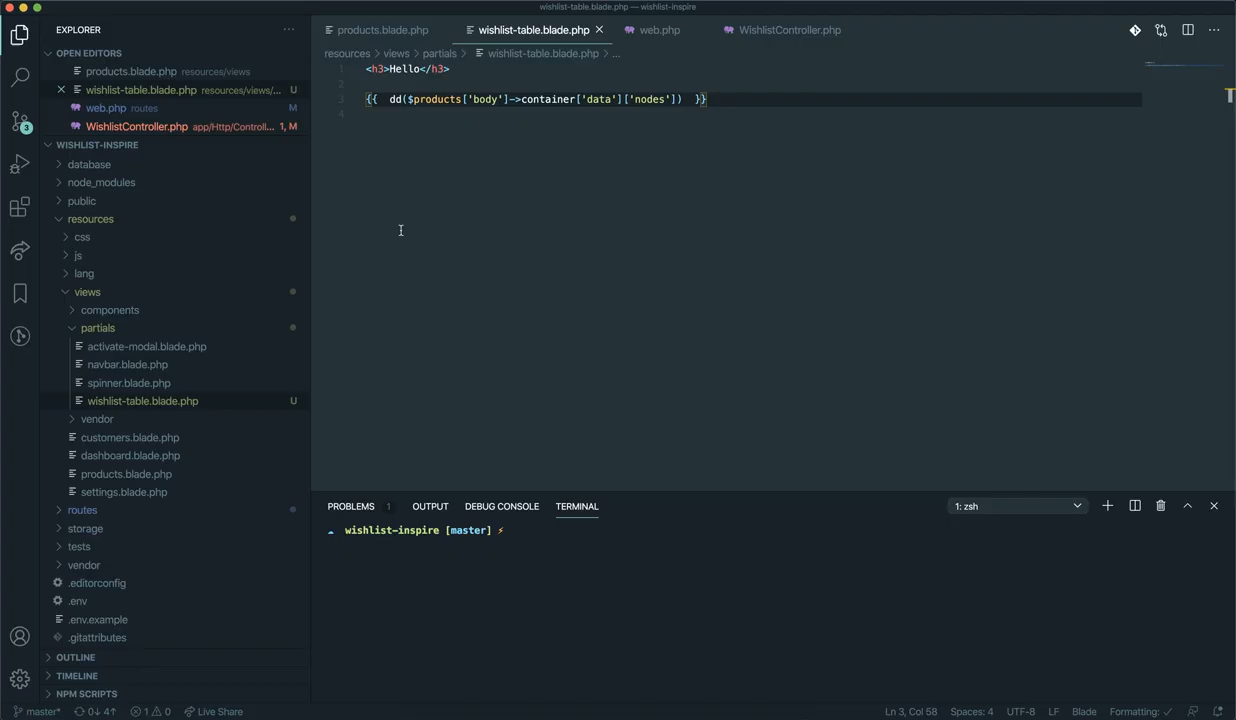 wishlist-table.blade.php — wishlist-inspire
EXPLORER
OPEN EDITORS
products.blade.php resources/views
wishlist-table.blade.php resources/views/... U
web.php routes M
WishlistController.php app/Http/Controll... 1, M
WISHLIST-INSPIRE
database
node_modules
public
resources
css
js
lang
views
components
partials
activate-modal.blade.php
navbar.blade.php
spinner.blade.php
wishlist-table.blade.php U
vendor
customers.blade.php
dashboard.blade.php
products.blade.php
settings.blade.php
routes
storage
tests
vendor
.editorconfig
.env
.env.example
.gitattributes
OUTLINE
TIMELINE
NPM SCRIPTS
3
products.blade.php
wishlist-table.blade.php
web.php
WishlistController.php
resources > views > partials > wishlist-table.blade.php > ...
1 <h3>Hello</h3>
2
3 {{  dd($products['body']->container['data']['nodes'])  }}
4
PROBLEMS 1 OUTPUT DEBUG CONSOLE TERMINAL
1: zsh
wishlist-inspire [master] ⚡
master* 0↓ 4↑ 1 0 Live Share
Ln 3, Col 58 Spaces: 4 UTF-8 LF Blade Formatting: ✓